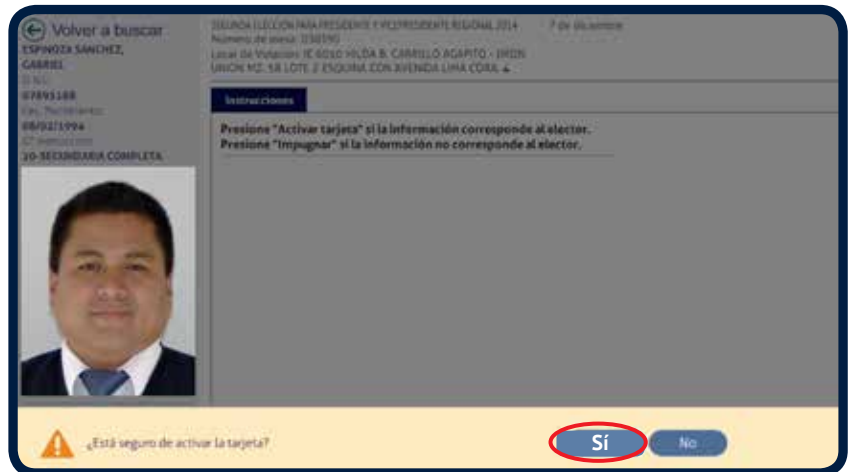 Volver a buscar
ESPINOZA SANCHEZ,
GABRIEL
07891188
08/02/1994
20-SECUNDARIA COMPLETA
SEGUNDA ELECCIÓN PARA PRESIDENTE Y VICEPRESIDENTE REGIONAL 2014
7 de diciembre
Número de mesa:
Local de Votación: IE 6010 HILDA B. CARRILLO AGAPITO -
UNION MZ. 58 LOTE 2 ESQUINA CON AVENIDA LIMA
Instrucciones
Presione "Activar tarjeta" si la información corresponde al elector.
Presione "Impugnar" si la información no corresponde al elector.
¿Está seguro de activar la tarjeta?
Sí
No